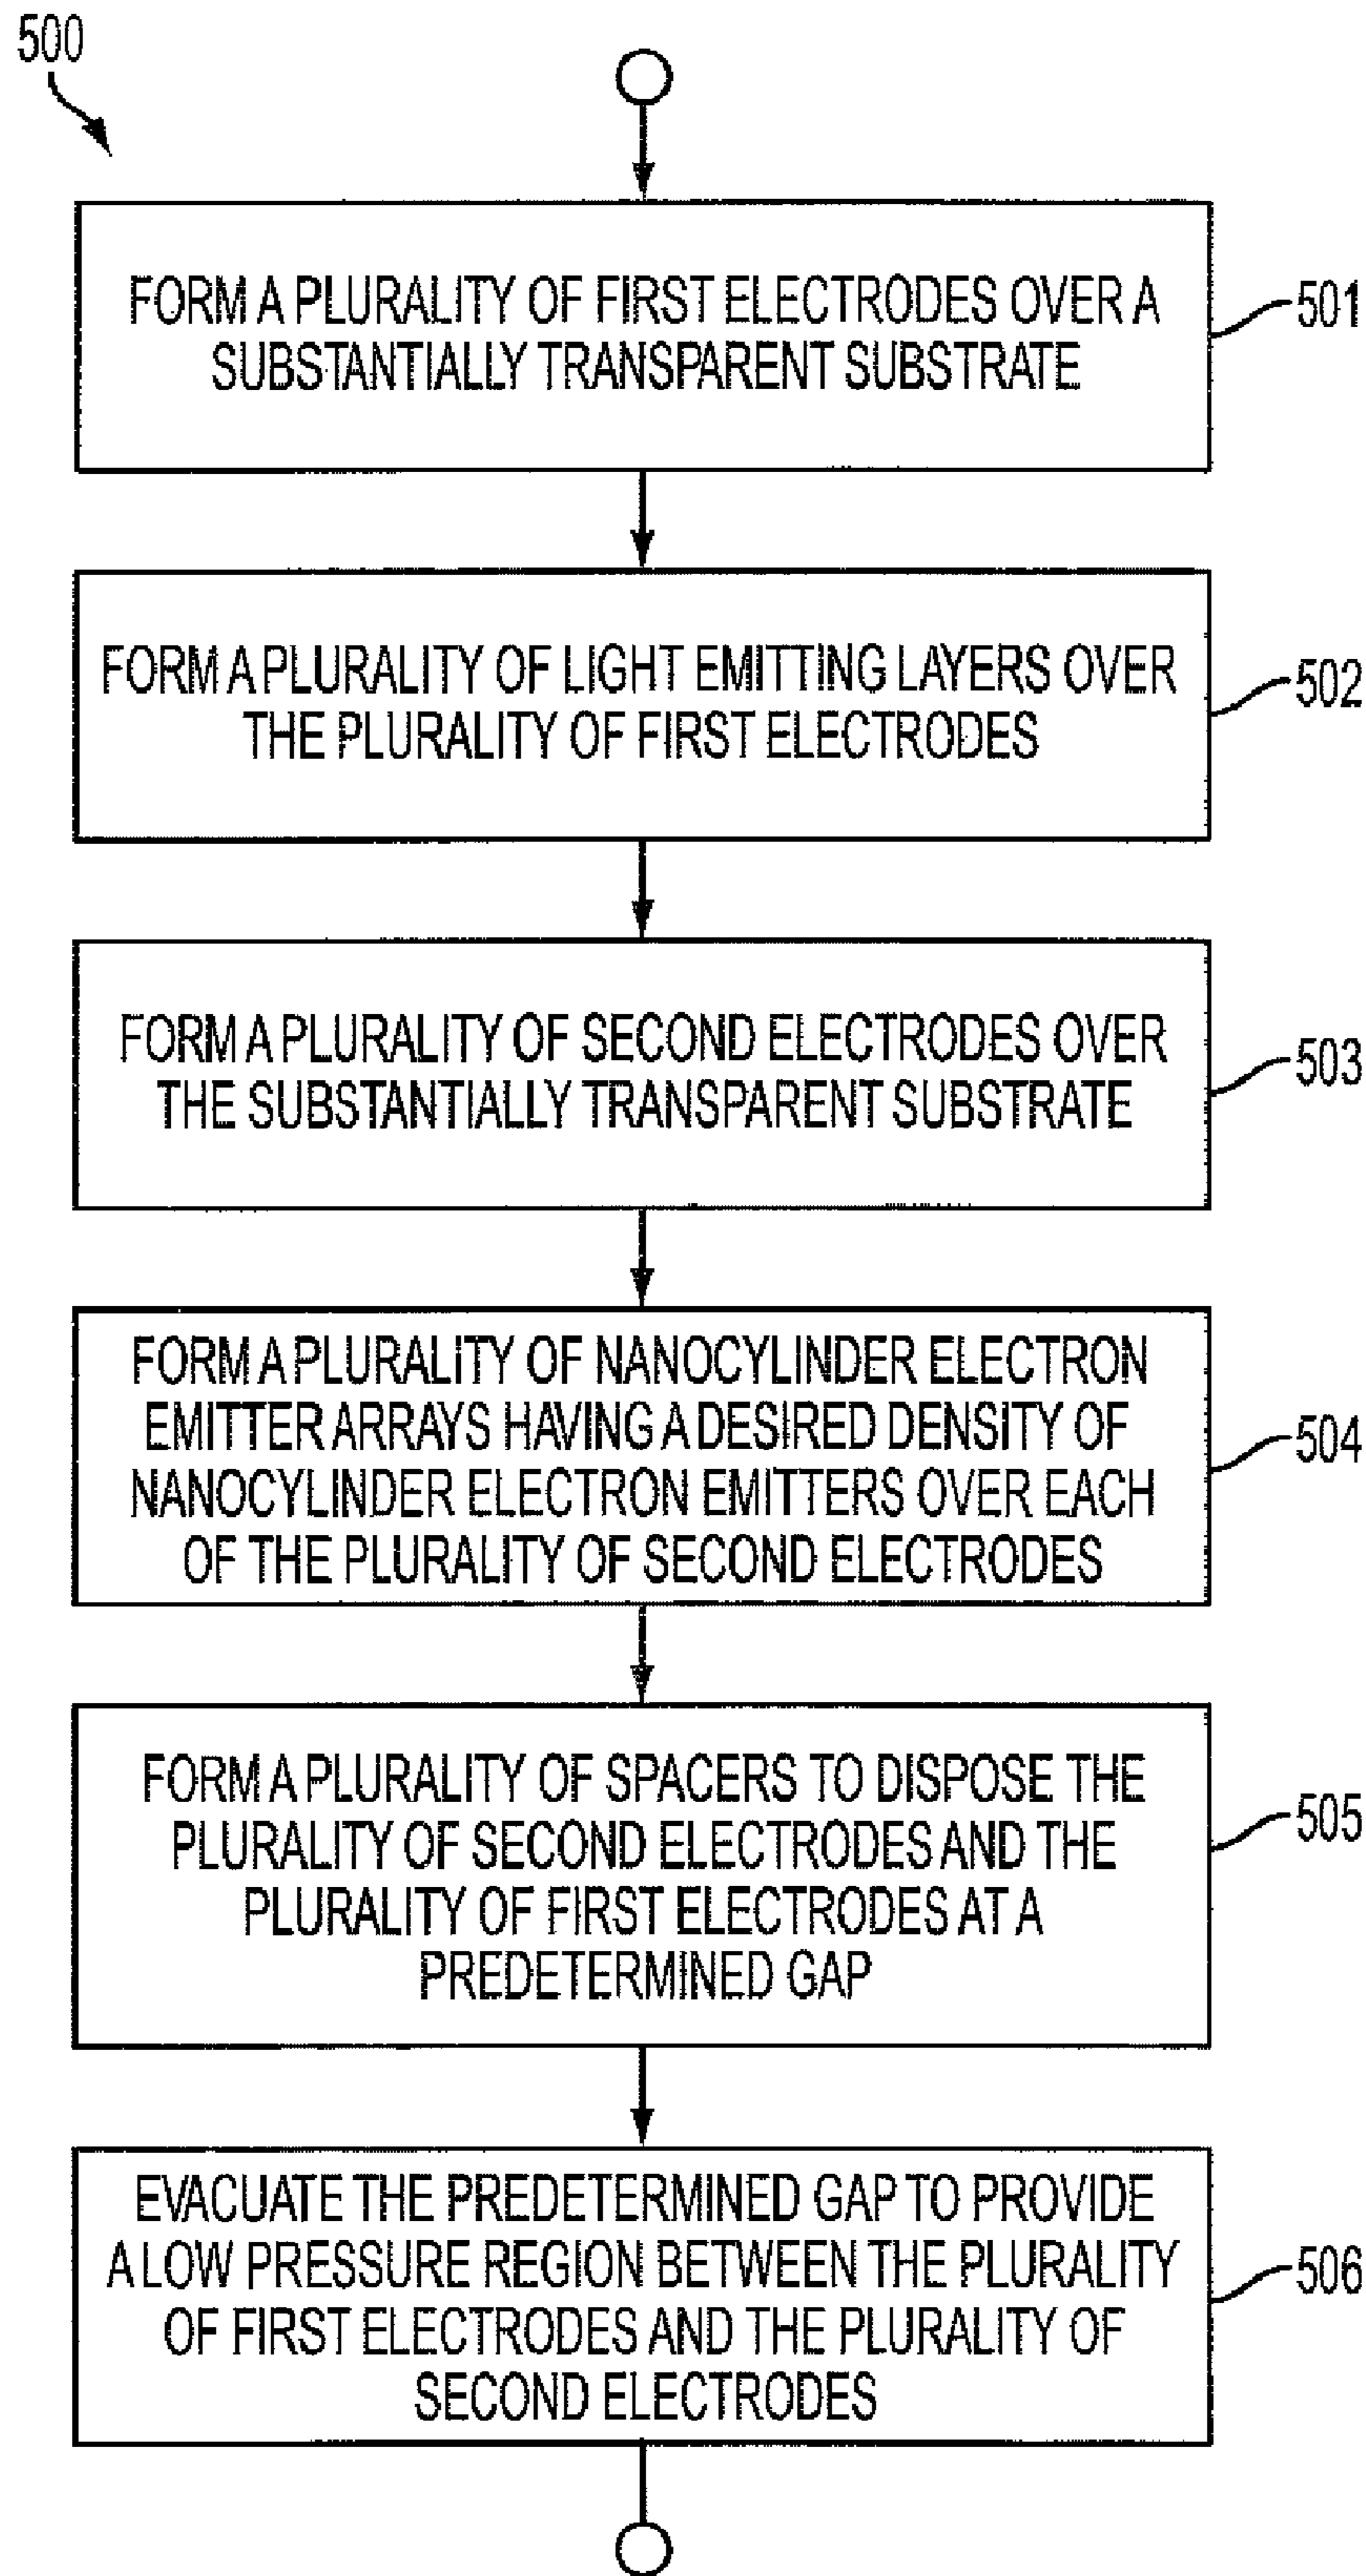 500
FORM A PLURALITY OF FIRST ELECTRODES OVER A
SUBSTANTIALLY TRANSPARENT SUBSTRATE
501
FORM A PLURALITY OF LIGHT EMITTING LAYERS OVER
THE PLURALITY OF FIRST ELECTRODES
502
FORM A PLURALITY OF SECOND ELECTRODES OVER
THE SUBSTANTIALLY TRANSPARENT SUBSTRATE
503
FORM A PLURALITY OF NANOCYLINDER ELECTRON
EMITTER ARRAYS HAVING A DESIRED DENSITY OF
NANOCYLINDER ELECTRON EMITTERS OVER EACH
OF THE PLURALITY OF SECOND ELECTRODES
504
FORM A PLURALITY OF SPACERS TO DISPOSE THE
PLURALITY OF SECOND ELECTRODES AND THE
PLURALITY OF FIRST ELECTRODES AT A
PREDETERMINED GAP
505
EVACUATE THE PREDETERMINED GAP TO PROVIDE
A LOW PRESSURE REGION BETWEEN THE PLURALITY
OF FIRST ELECTRODES AND THE PLURALITY OF
SECOND ELECTRODES
506